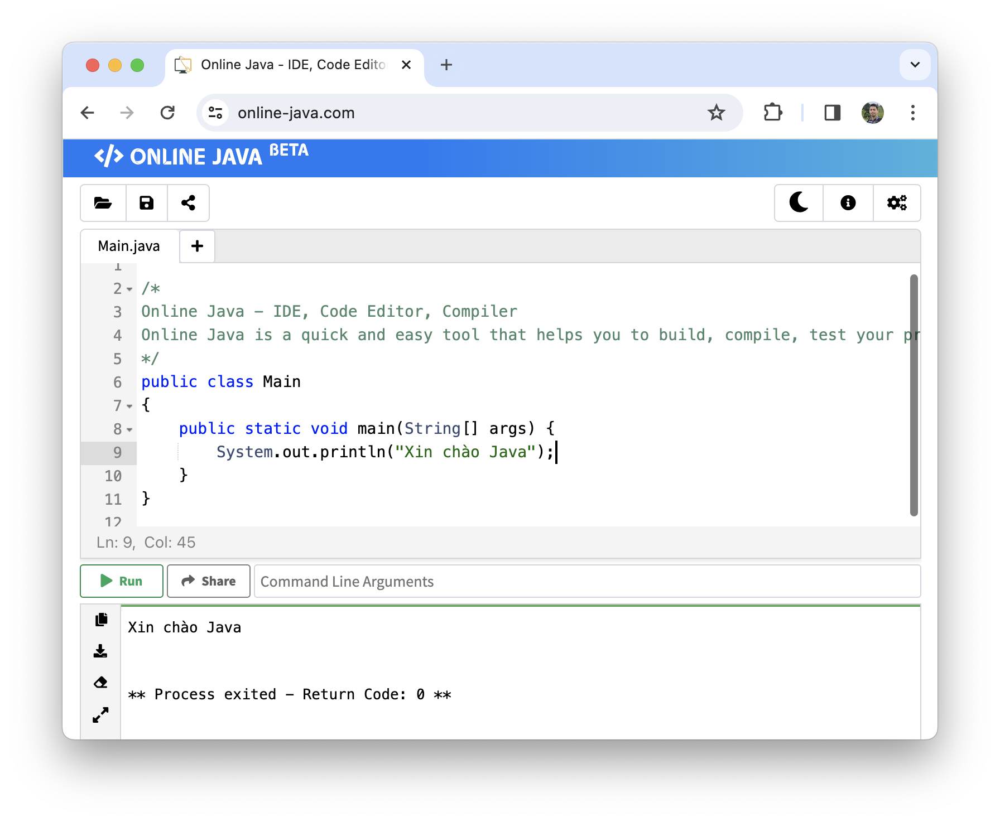 Online Java - IDE, Code Edito
online-java.com
</> ONLINE JAVA BETA
Main.java
1
2 /*
3 Online Java - IDE, Code Editor, Compiler
4 Online Java is a quick and easy tool that helps you to build, compile, test your pr
5 */
6 public class Main
7 {
8 public static void main(String[] args) {
9 System.out.println("Xin chào Java");
10 }
11 }
12
Ln: 9, Col: 45
Run Share Command Line Arguments
Xin chào Java
** Process exited - Return Code: 0 **